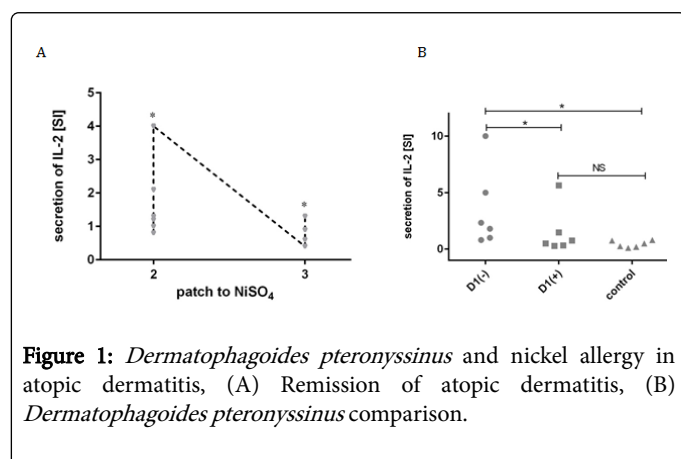 A
B
secretion of IL-2 [SI]
5
4
3
2
1
0
*
*
2
3
patch to NiSO₄
secretion of IL-2 [SI]
10
5
0
*
*
NS
D1(-)
D1(+)
control
Figure 1: Dermatophagoides pteronyssinus and nickel allergy in
atopic dermatitis, (A) Remission of atopic dermatitis, (B)
Dermatophagoides pteronyssinus comparison.